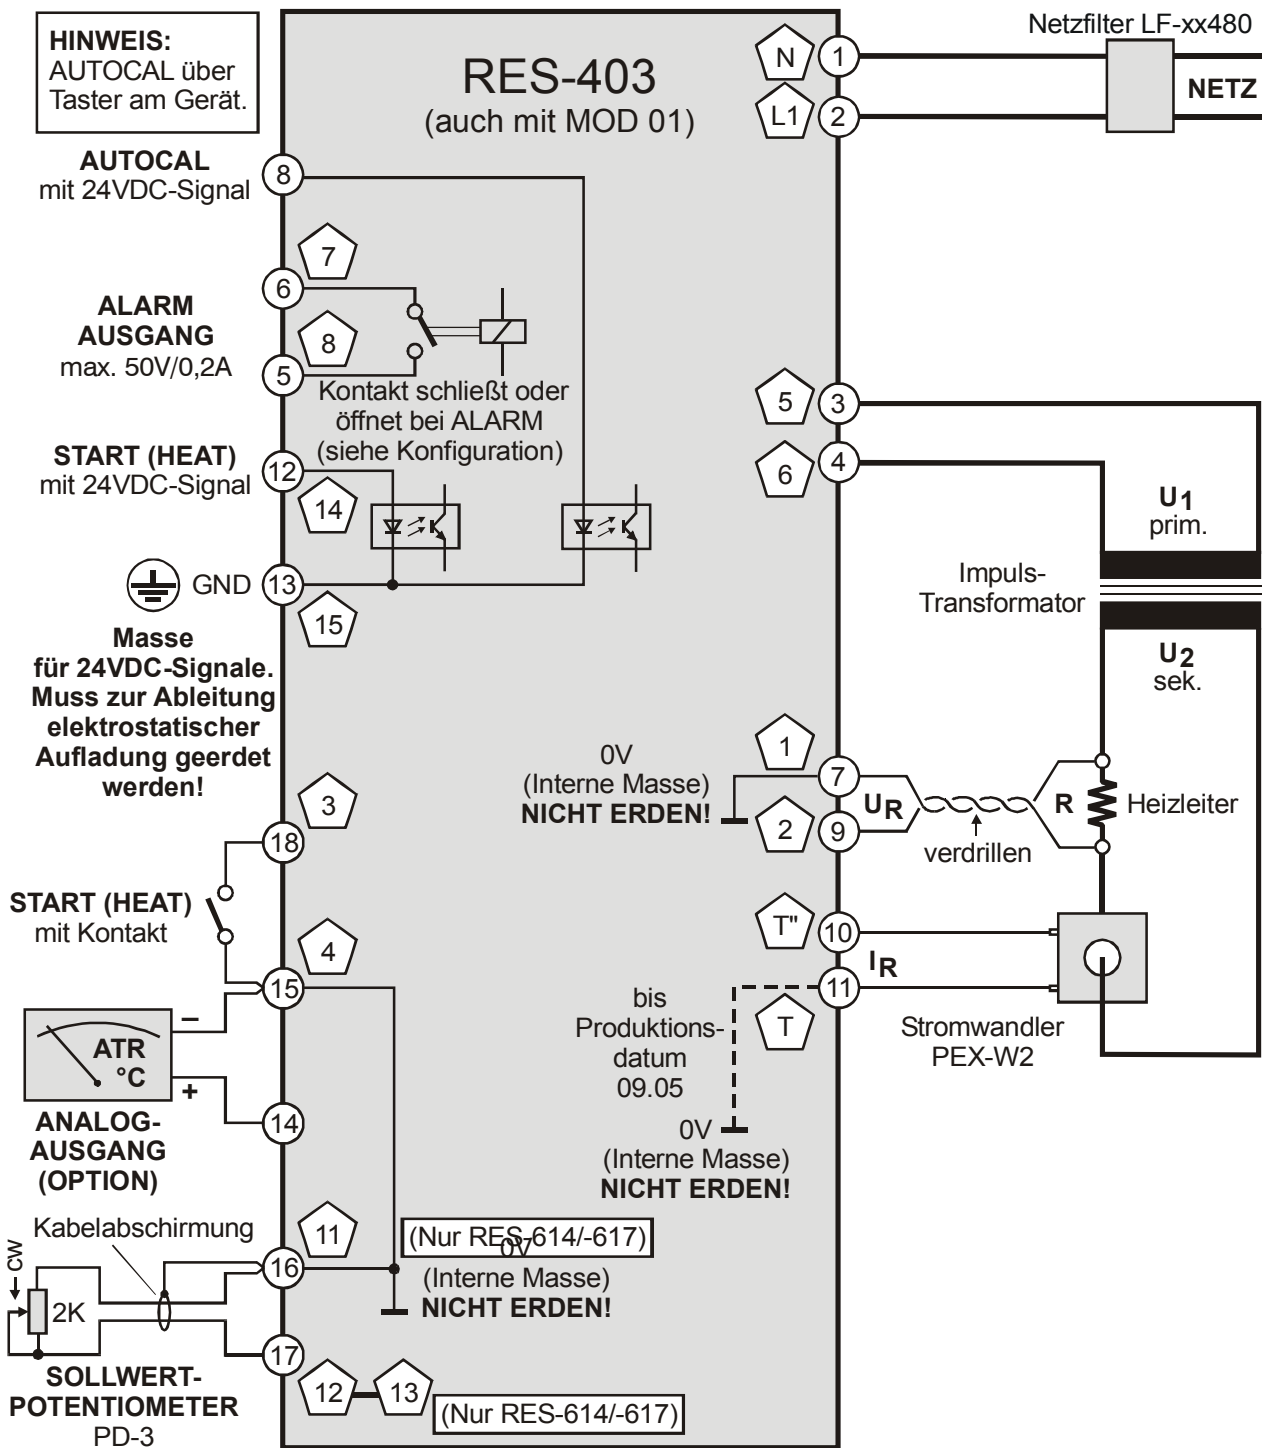 Netzfilter LF-xx480
HINWEIS:
AUTOCAL über
Taster am Gerät.
RES-403
(auch mit MOD 01)
N
1
L1
2
NETZ
AUTOCAL
mit 24VDC-Signal
8
7
6
ALARM
AUSGANG
max. 50V/0,2A
8
5
Kontakt schließt oder
öffnet bei ALARM
(siehe Konfiguration)
5
3
6
4
START (HEAT)
mit 24VDC-Signal
12
14
U1
prim.
GND
13
15
Impuls-
Transformator
Masse
für 24VDC-Signale.
Muss zur Ableitung
elektrostatischer
Aufladung geerdet
werden!
U2
sek.
0V
(Interne Masse)
NICHT ERDEN!
1
7
2
9
UR
R
Heizleiter
verdrillen
3
18
START (HEAT)
mit Kontakt
4
15
T"
10
IR
11
T
bis
Produktions-
datum
09.05
0V
(Interne Masse)
NICHT ERDEN!
Stromwandler
PEX-W2
–
ATR
°C
+
14
ANALOG-
AUSGANG
(OPTION)
Kabelabschirmung
11
16
(Nur RES-614/-617)
0V
(Interne Masse)
NICHT ERDEN!
CW
2K
17
SOLLWERT-
POTENTIOMETER
PD-3
12
13
(Nur RES-614/-617)